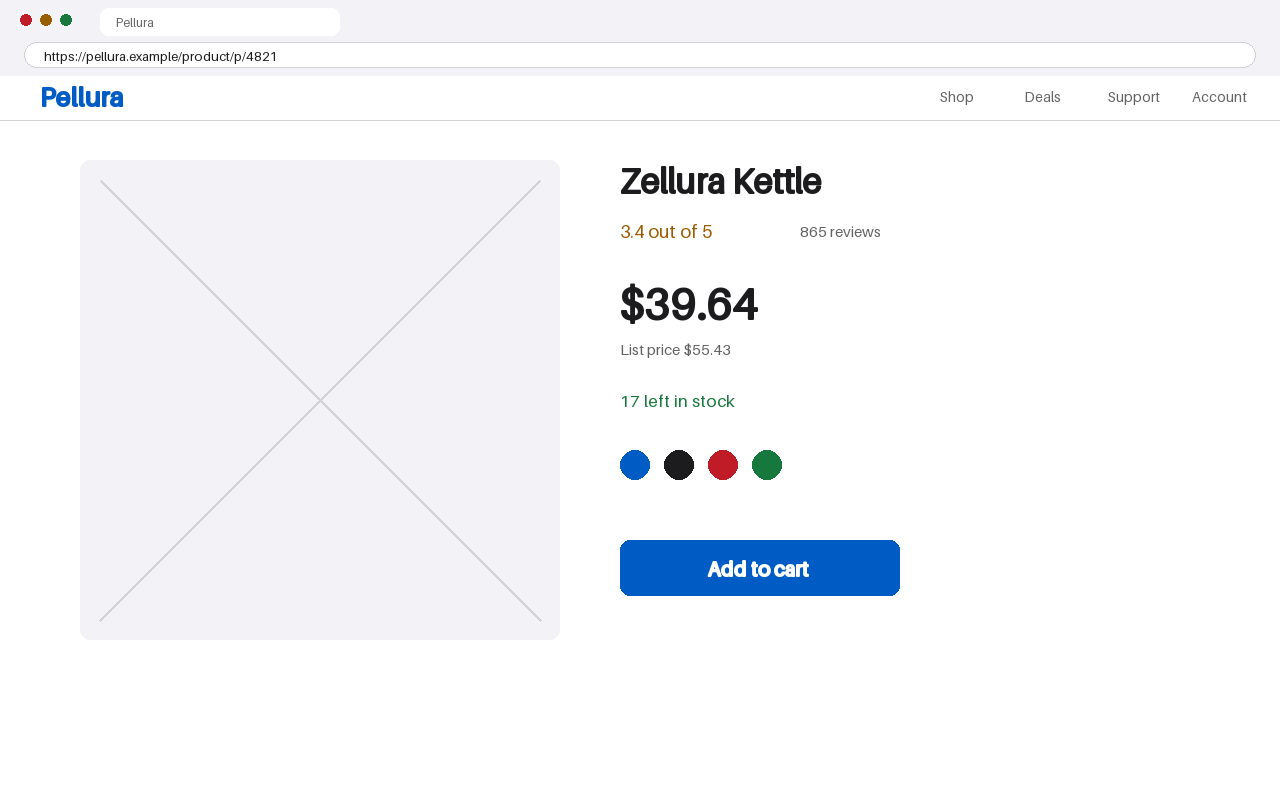 Pellura
https://pellura.example/product/p/4821
Pellura
Shop Deals Support Account
Zellura Kettle
3.4 out of 5 865 reviews
$39.64
List price $55.43
17 left in stock
Add to cart